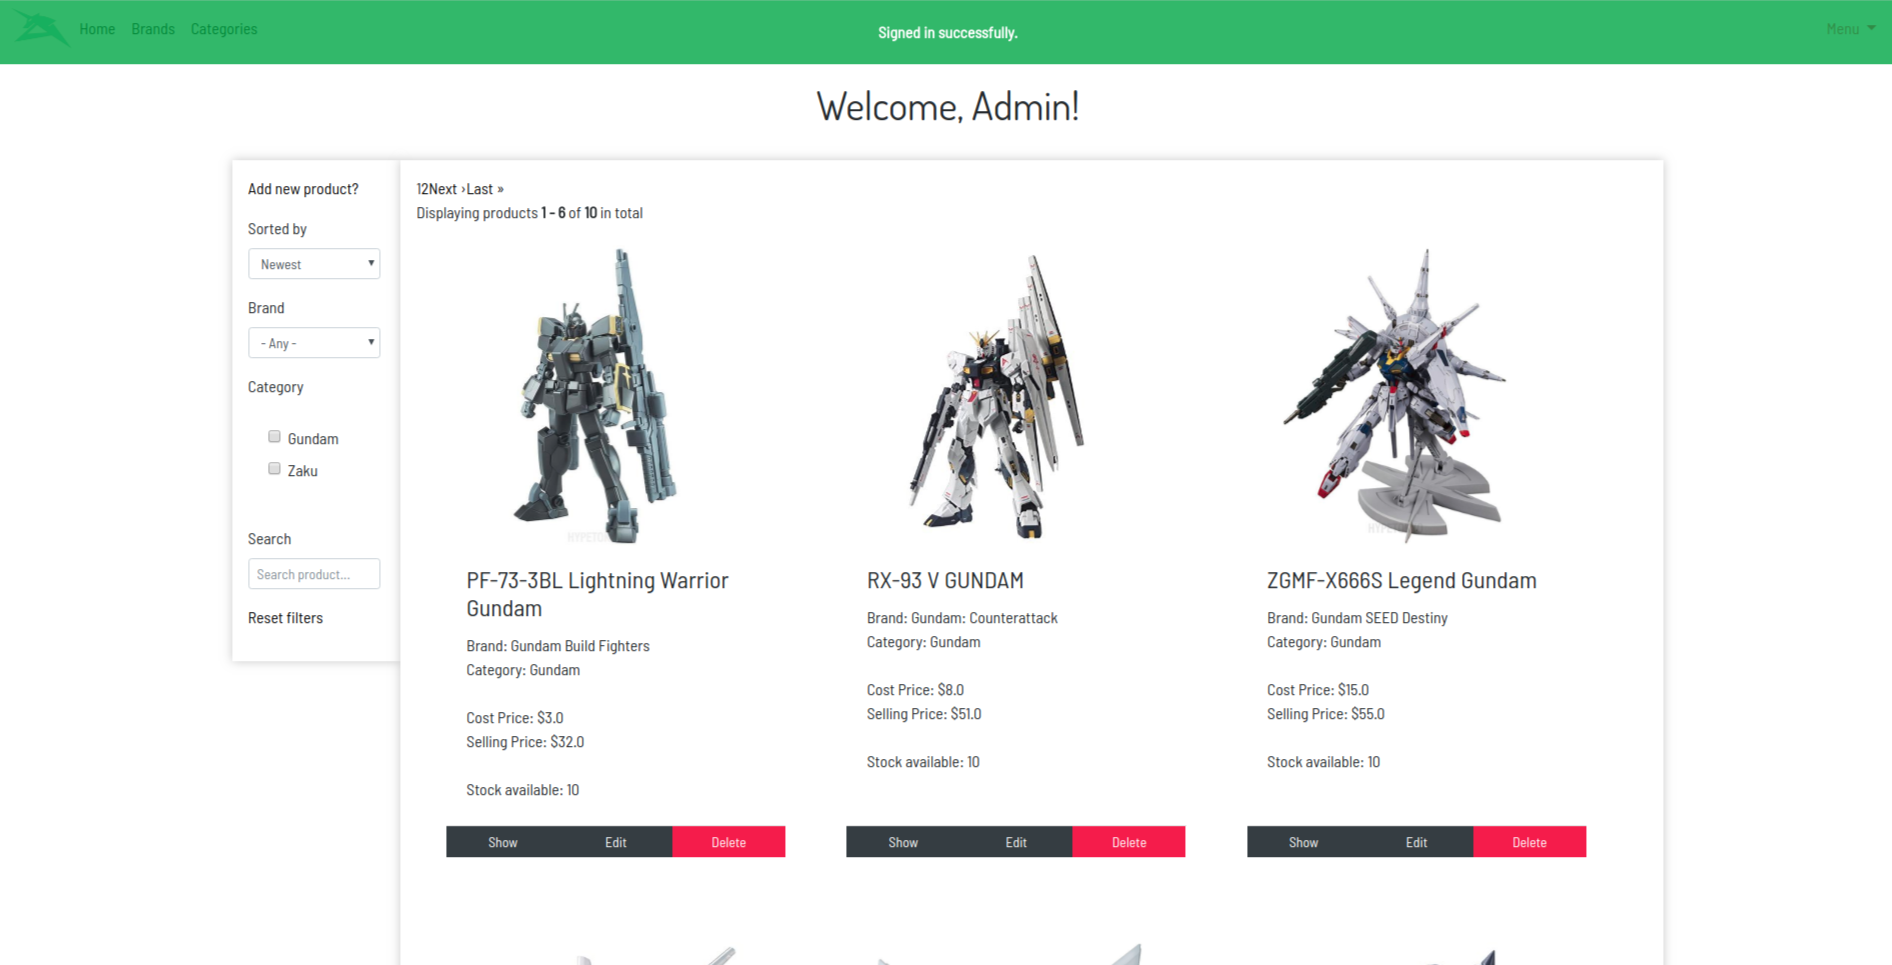 Home Brands Categories
Signed in successfully.
Menu
Welcome, Admin!
Add new product?
Sorted by
Newest
Brand
- Any -
Category
Gundam
Zaku
Search
Search product...
Reset filters
12Next ›Last »
Displaying products 1 - 6 of 10 in total
PF-73-3BL Lightning Warrior
Gundam
Brand: Gundam Build Fighters
Category: Gundam
Cost Price: $3.0
Selling Price: $32.0
Stock available: 10
Show Edit Delete
RX-93 V GUNDAM
Brand: Gundam: Counterattack
Category: Gundam
Cost Price: $8.0
Selling Price: $51.0
Stock available: 10
Show Edit Delete
ZGMF-X666S Legend Gundam
Brand: Gundam SEED Destiny
Category: Gundam
Cost Price: $15.0
Selling Price: $55.0
Stock available: 10
Show Edit Delete